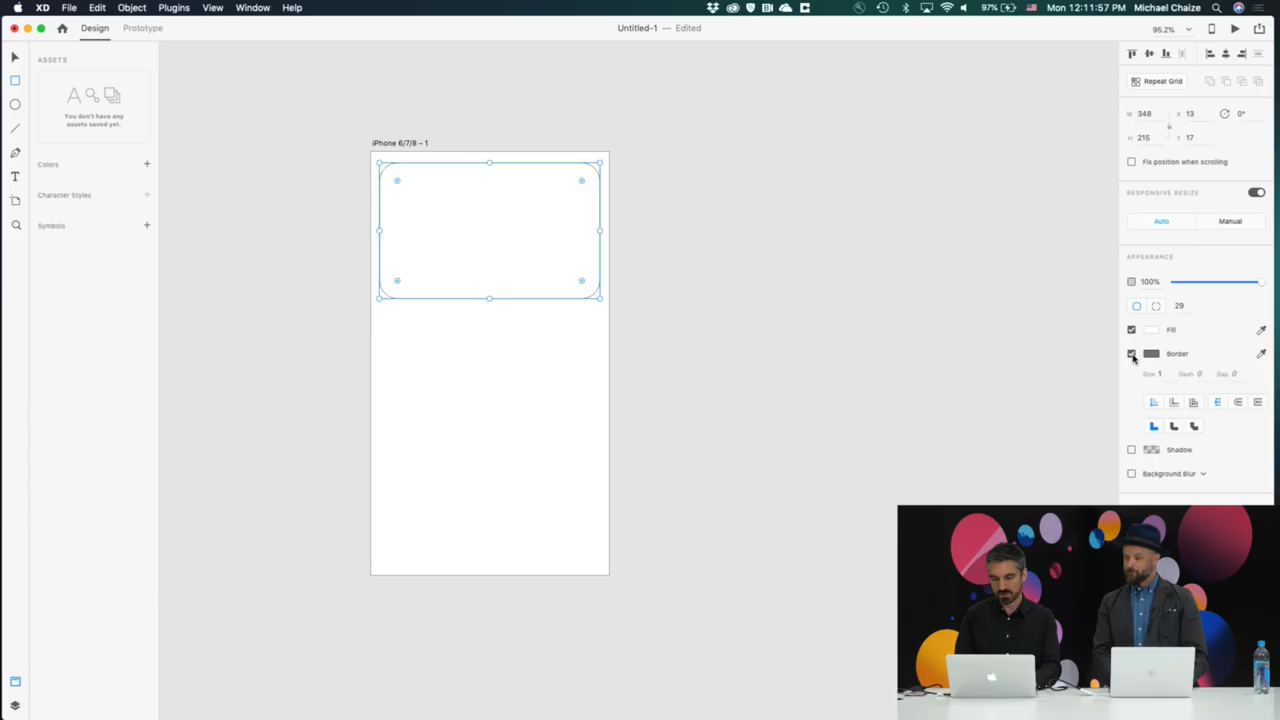 XD File Edit Object Plugins View Window Help
97% Mon 12:11:57 PM Michael Chaize
Design Prototype
Untitled-1 — Edited
95.2%
ASSETS
You don't have any
assets saved yet.
Colors +
Character Styles +
Symbols +
iPhone 6/7/8 – 1
Repeat Grid
W 348 X 13 0°
H 215 Y 17
Fix position when scrolling
RESPONSIVE RESIZE
Auto Manual
APPEARANCE
100%
29
Fill
Border
Size 1 Dash 0 Gap 0
Shadow
Background Blur